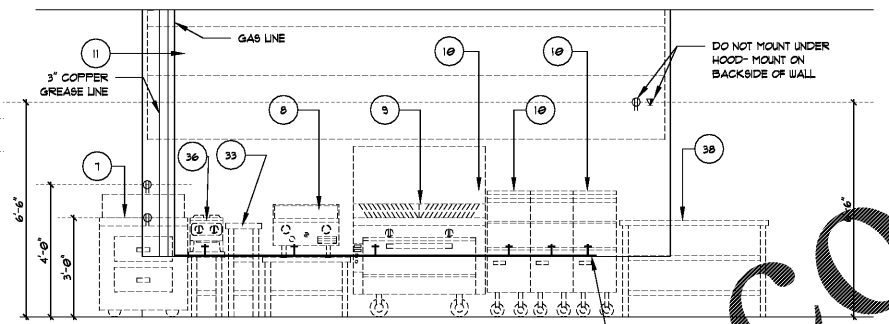 GAS LINE
11
3" COPPER
GREASE LINE
10
10
DO NOT MOUNT UNDER
HOOD- MOUNT ON
BACKSIDE OF WALL
8
9
10
7
36
33
38
6'-6"
4'-0"
3'-0"
CO